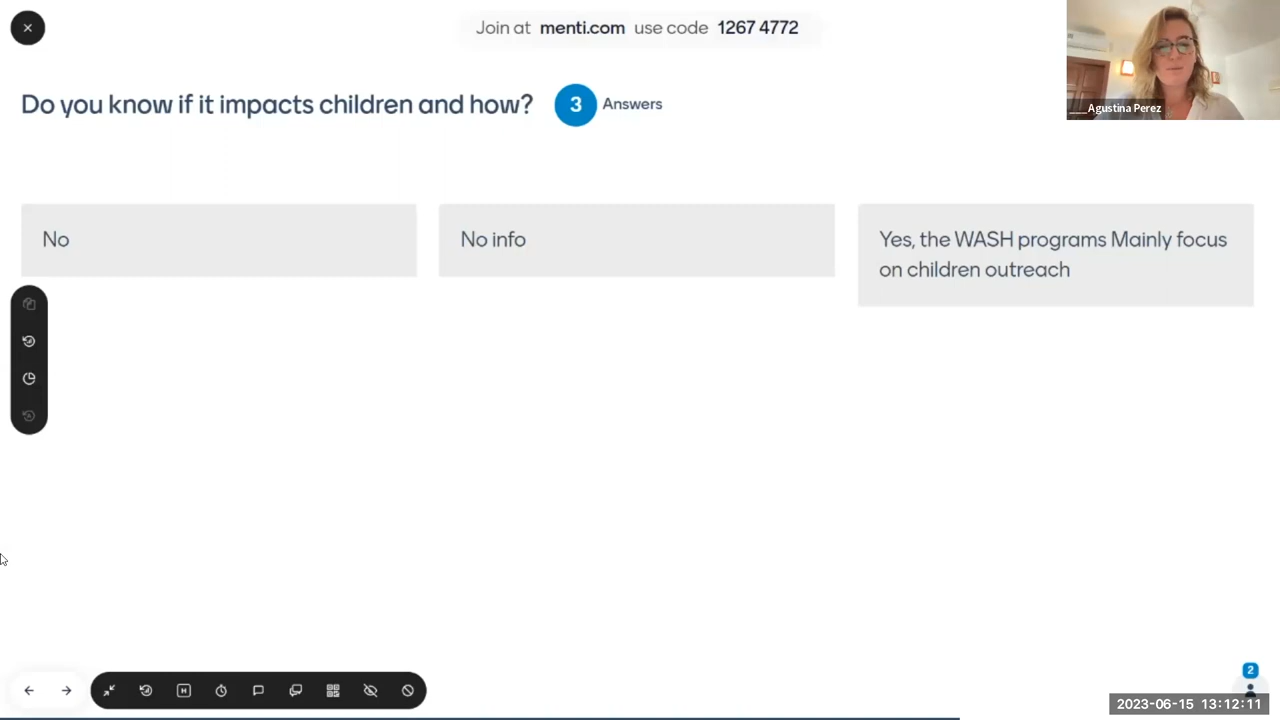 Join at menti.com use code 1267 4772
Do you know if it impacts children and how?
3 Answers
___Agustina Perez
No
No info
Yes, the WASH programs Mainly focus
on children outreach
2
2023-06-15 13:12:11